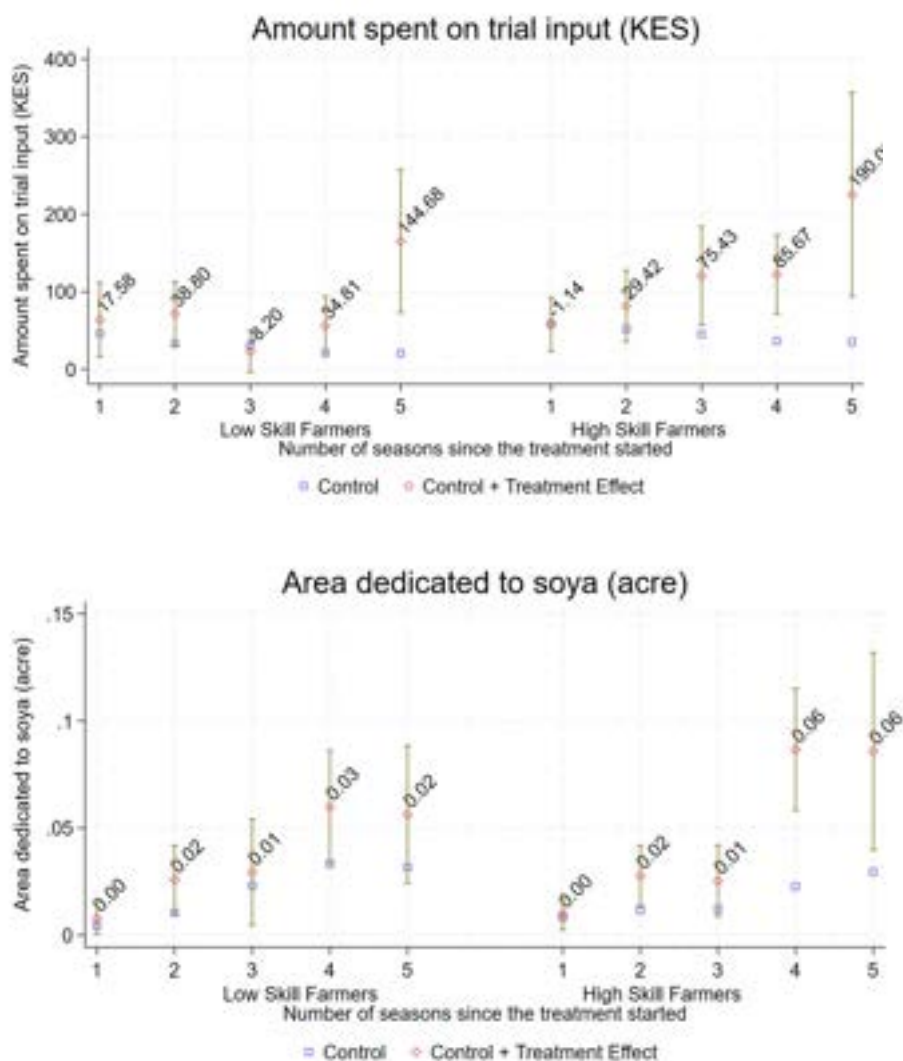 Amount spent on trial input (KES)
Amount spent on trial input (KES)
400
300
200
100
0
17.58
38.80
-8.20
34.81
144.68
-1.14
29.42
75.43
85.67
190.0
1 2 3 4 5 1 2 3 4 5
Low Skill Farmers High Skill Farmers
Number of seasons since the treatment started
Control Control + Treatment Effect
Area dedicated to soya (acre)
Area dedicated to soya (acre)
.15
.1
.05
0
0.00
0.02
0.01
0.03
0.02
0.00
0.02
0.01
0.06
0.06
1 2 3 4 5 1 2 3 4 5
Low Skill Farmers High Skill Farmers
Number of seasons since the treatment started
Control Control + Treatment Effect